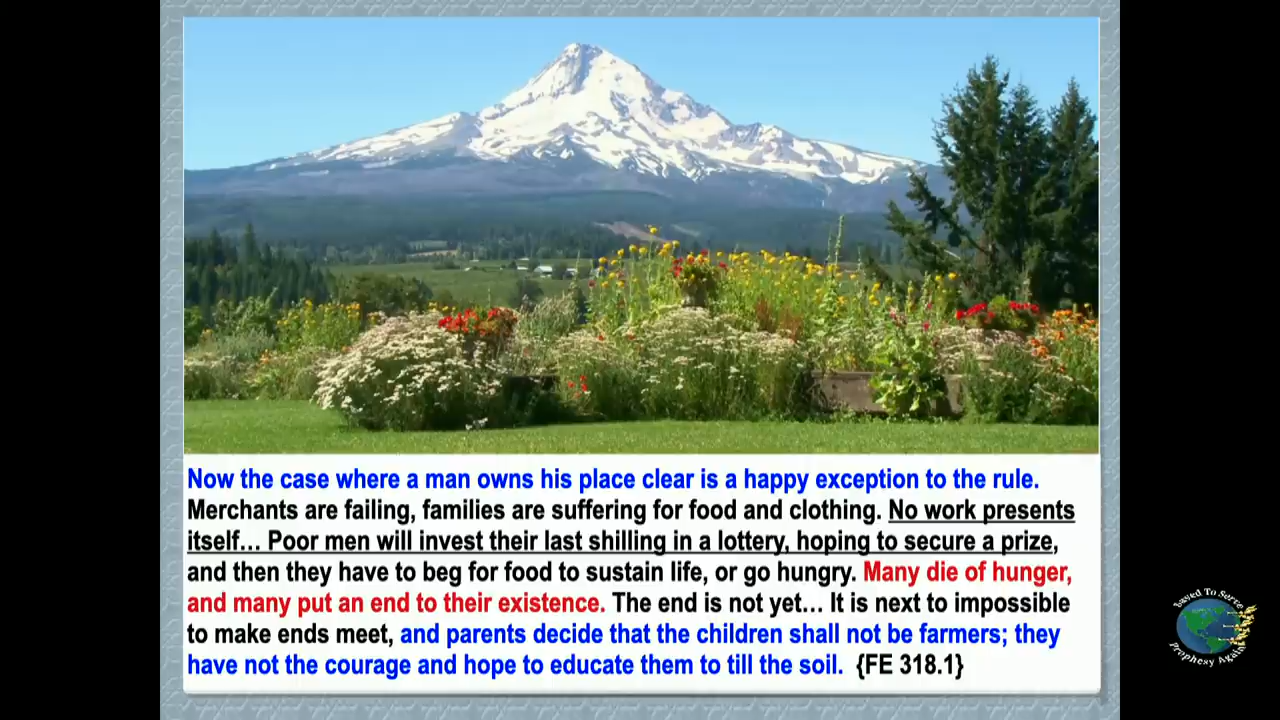 Now the case where a man owns his place clear is a happy exception to the rule.
Merchants are failing, families are suffering for food and clothing. No work presents
itself… Poor men will invest their last shilling in a lottery, hoping to secure a prize,
and then they have to beg for food to sustain life, or go hungry. Many die of hunger,
and many put an end to their existence. The end is not yet… It is next to impossible
to make ends meet, and parents decide that the children shall not be farmers; they
have not the courage and hope to educate them to till the soil. {FE 318.1}
To Serve
Prophesy Again